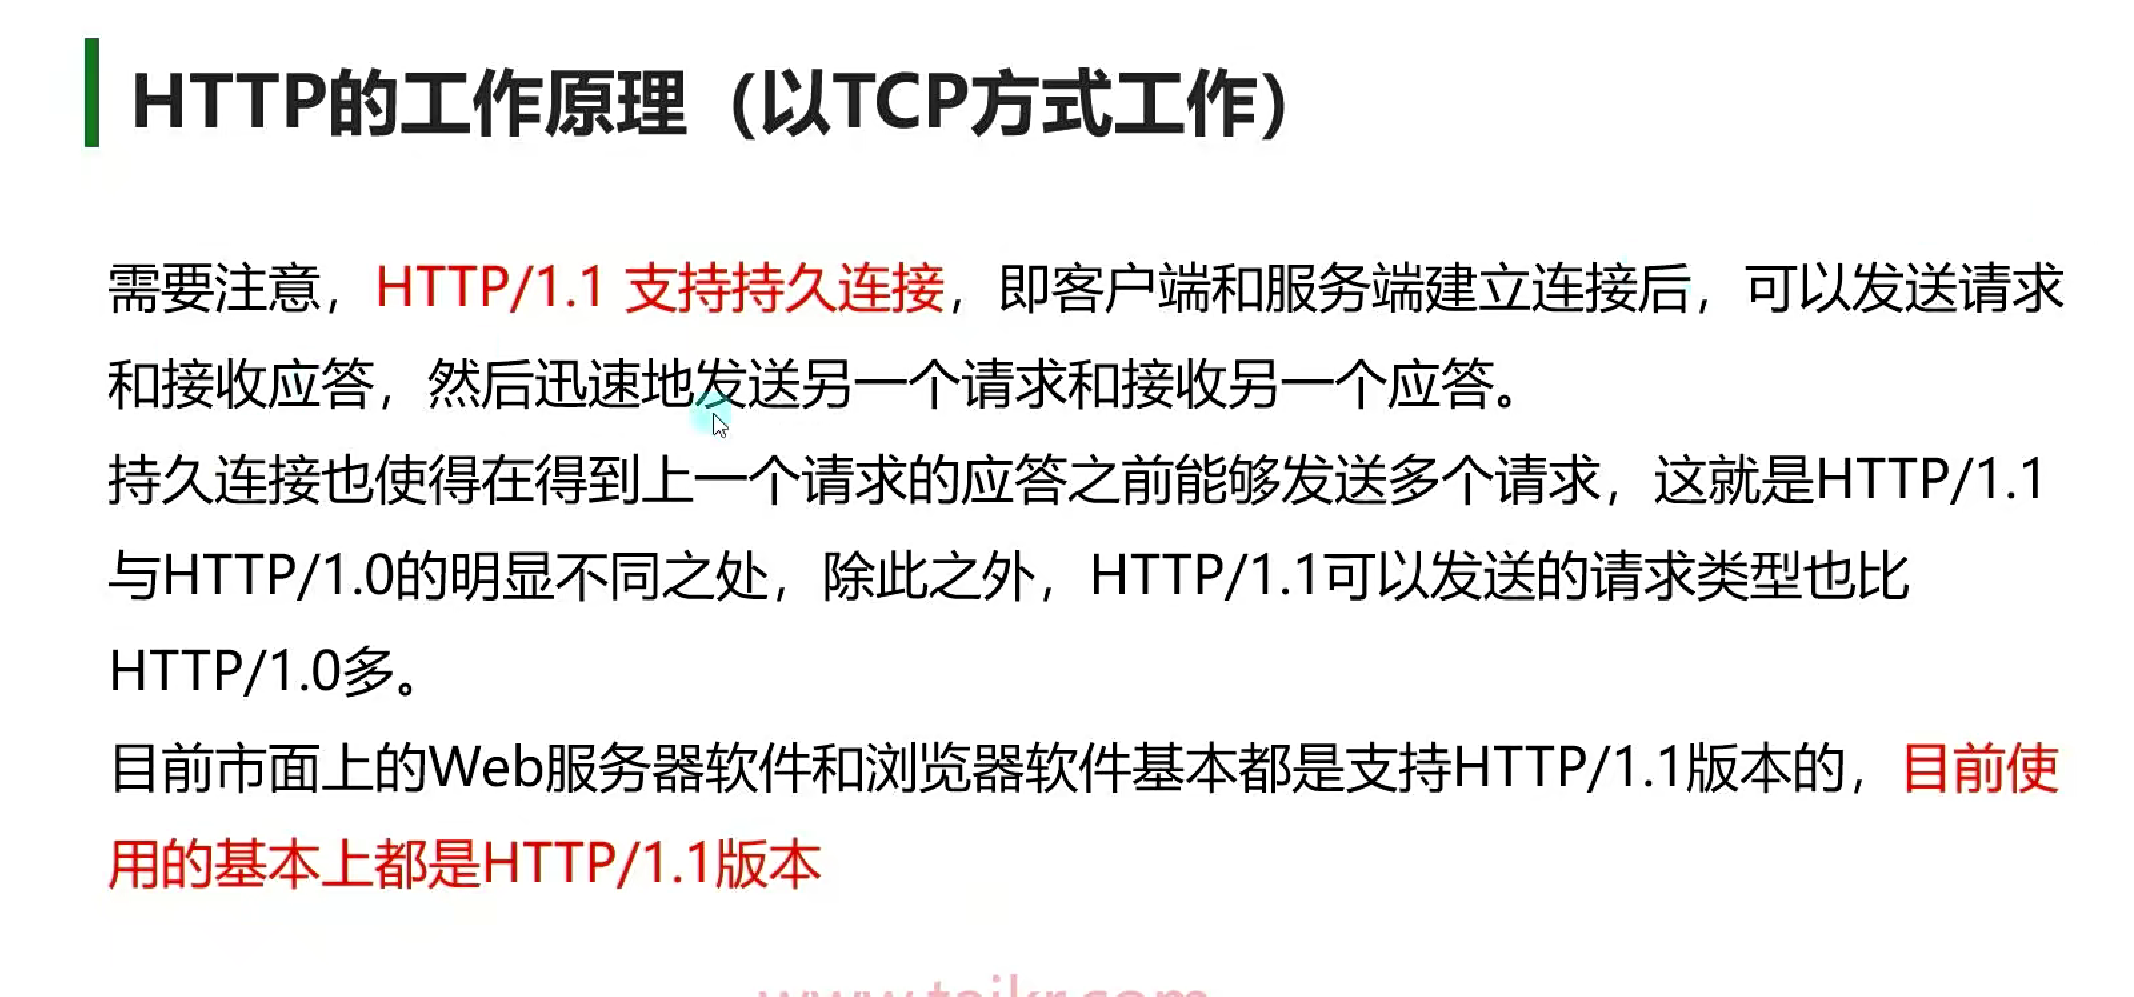 HTTP的工作原理（以TCP方式工作）
需要注意，HTTP/1.1 支持持久连接，即客户端和服务端建立连接后，可以发送请求
和接收应答，然后迅速地发送另一个请求和接收另一个应答。
持久连接也使得在得到上一个请求的应答之前能够发送多个请求，这就是HTTP/1.1
与HTTP/1.0的明显不同之处，除此之外，HTTP/1.1可以发送的请求类型也比
HTTP/1.0多。
目前市面上的Web服务器软件和浏览器软件基本都是支持HTTP/1.1版本的，目前使
用的基本上都是HTTP/1.1版本